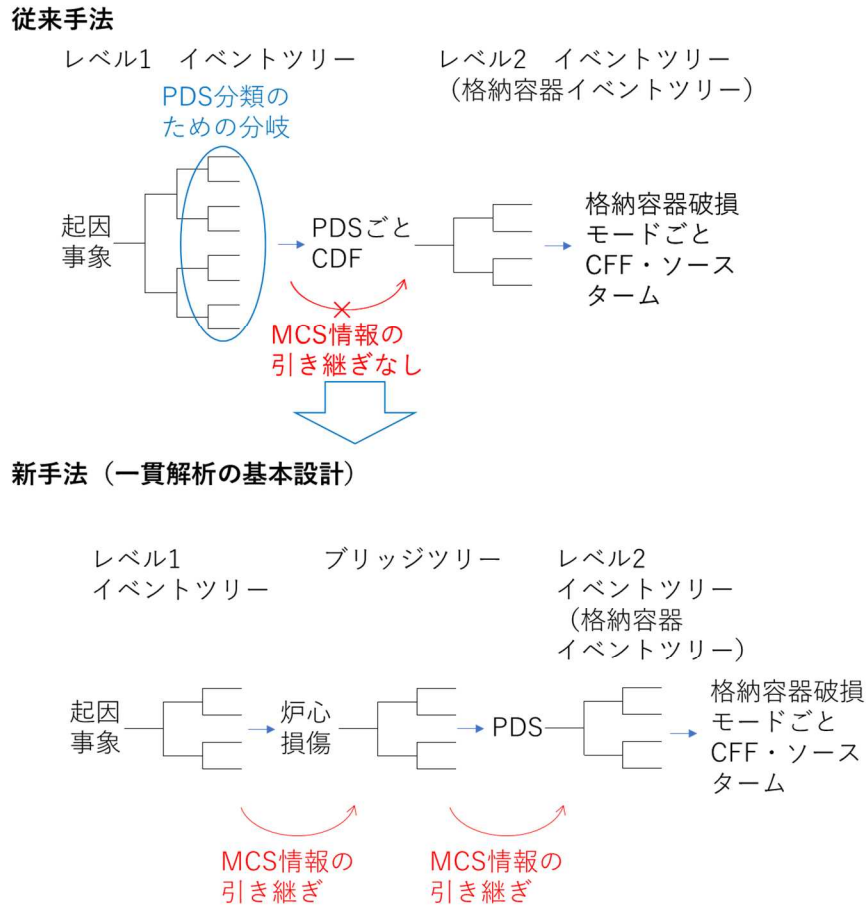 従来手法
レベル1　イベントツリー
レベル2　イベントツリー
（格納容器イベントツリー）
PDS分類の
ための分岐
起因
事象
PDSごと
CDF
格納容器破損
モードごと
CFF・ソース
ターム
MCS情報の
引き継ぎなし
新手法（一貫解析の基本設計）
レベル1
イベントツリー
ブリッジツリー
レベル2
イベントツリー
（格納容器
イベントツリー）
起因
事象
炉心
損傷
PDS
格納容器破損
モードごと
CFF・ソース
ターム
MCS情報の
引き継ぎ
MCS情報の
引き継ぎ